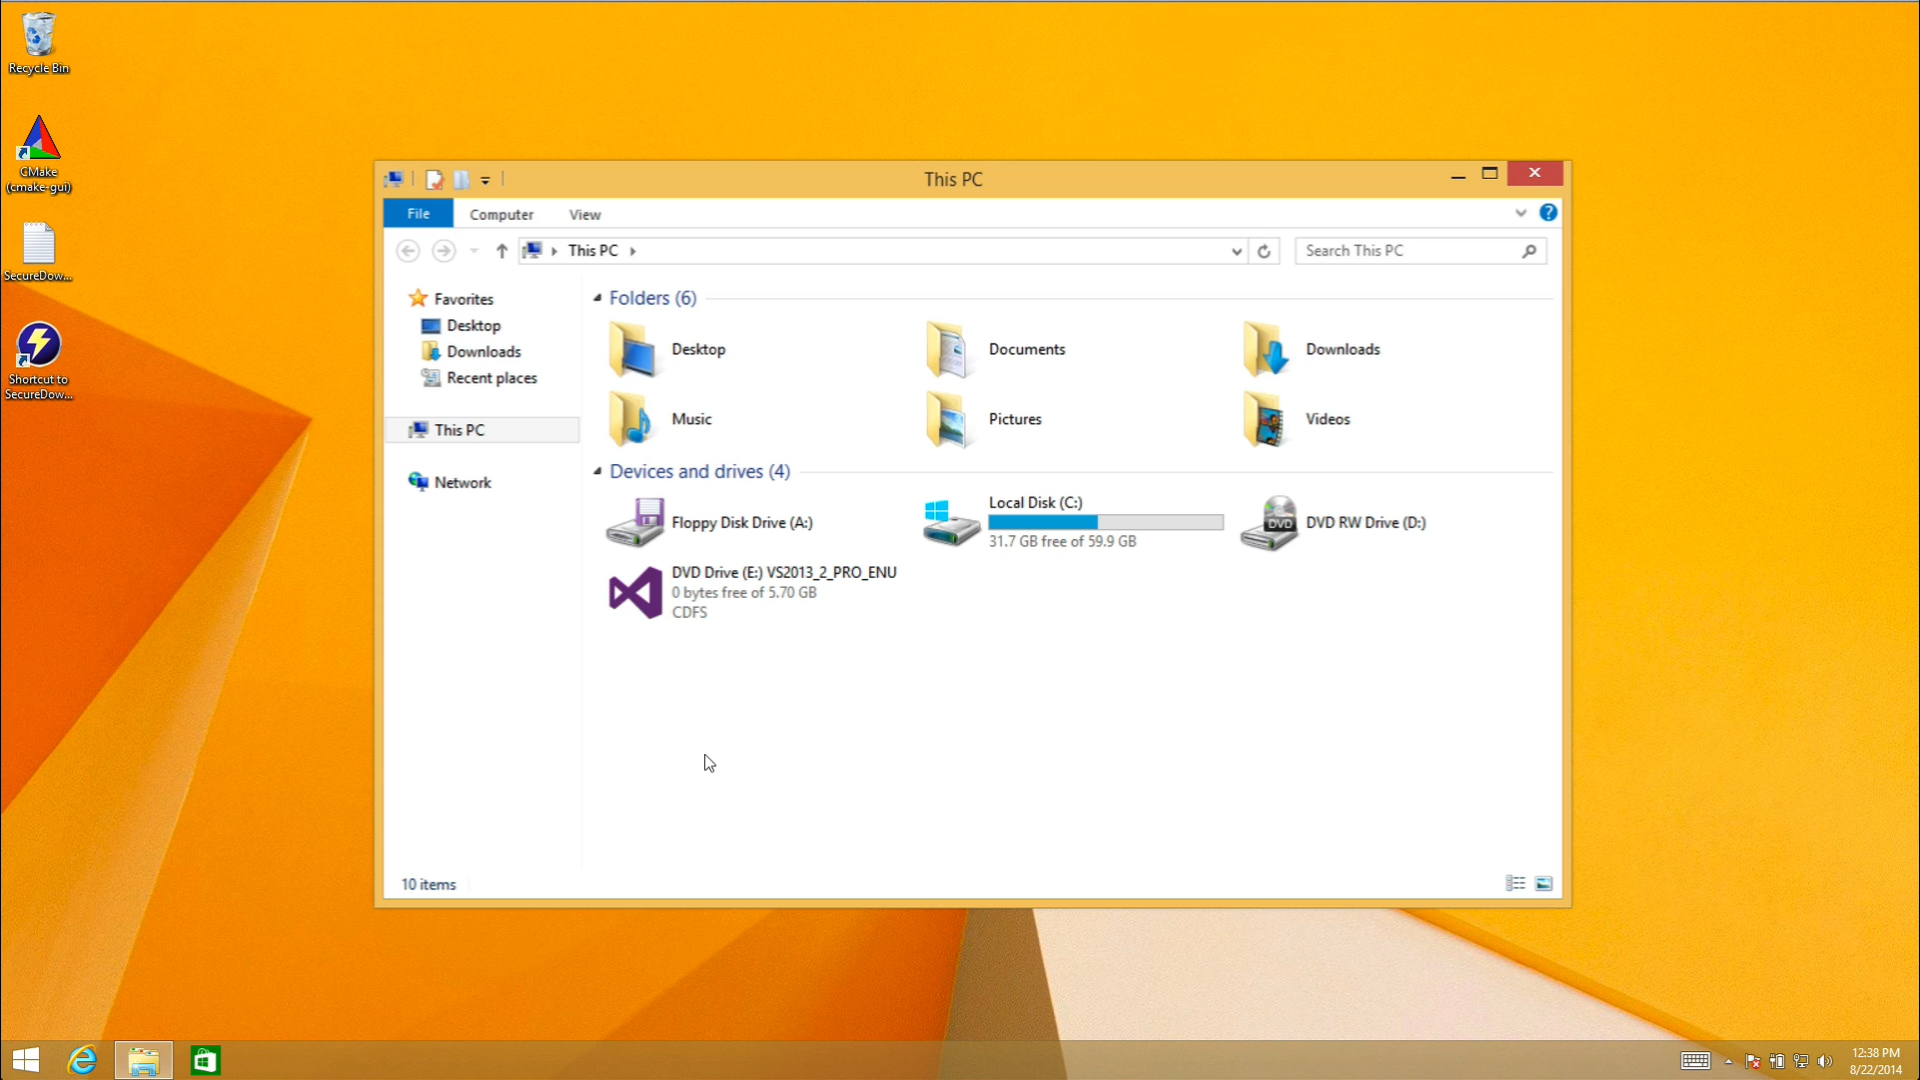 Recycle Bin
CMake
(cmake-gui)
SecureDow...
Shortcut to
SecureDow...
This PC
File
Computer
View
This PC
Search This PC
Favorites
Desktop
Downloads
Recent places
This PC
Network
Folders (6)
Desktop
Documents
Downloads
Music
Pictures
Videos
Devices and drives (4)
Floppy Disk Drive (A:)
Local Disk (C:)
31.7 GB free of 59.9 GB
DVD
DVD RW Drive (D:)
DVD Drive (E:) VS2013_2_PRO_ENU
0 bytes free of 5.70 GB
CDFS
10 items
12:38 PM
8/22/2014